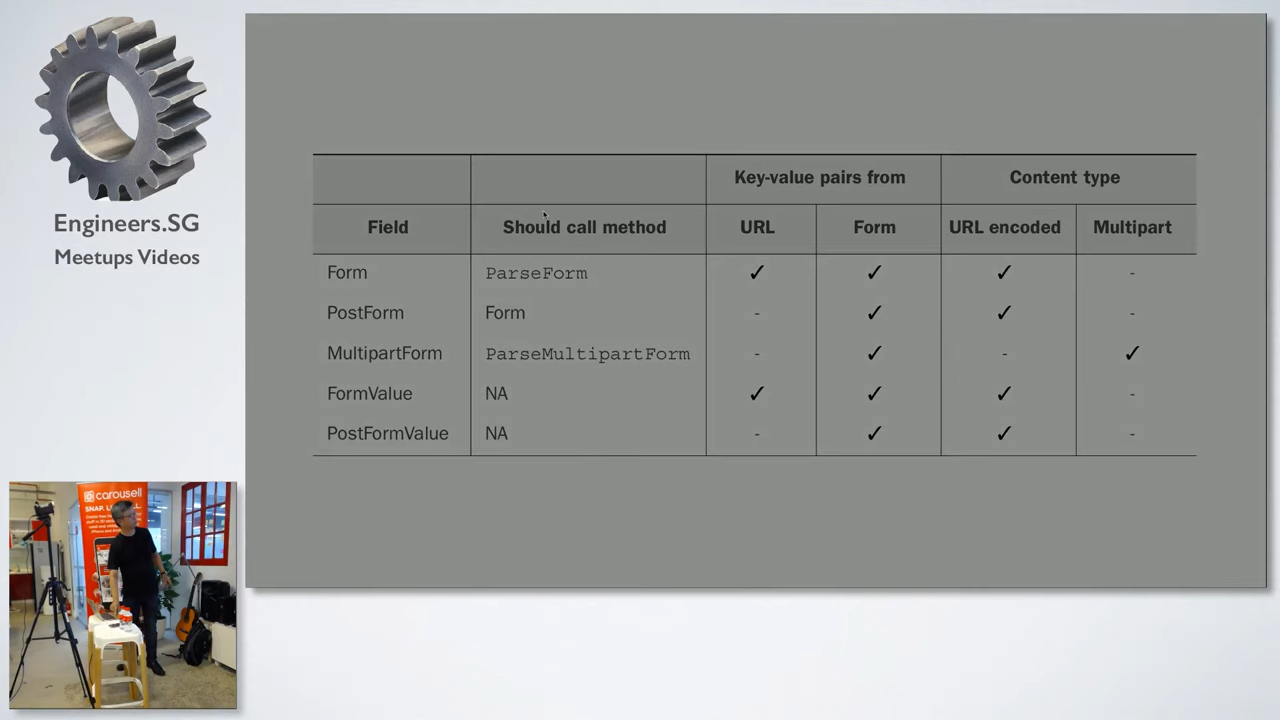 Engineers.SG
Meetups Videos
Key-value pairs from Content type
Field Should call method URL Form URL encoded Multipart
Form ParseForm ✓ ✓ ✓ -
PostForm Form - ✓ ✓ -
MultipartForm ParseMultipartForm - ✓ - ✓
FormValue NA ✓ ✓ ✓ -
PostFormValue NA - ✓ ✓ -
carousell